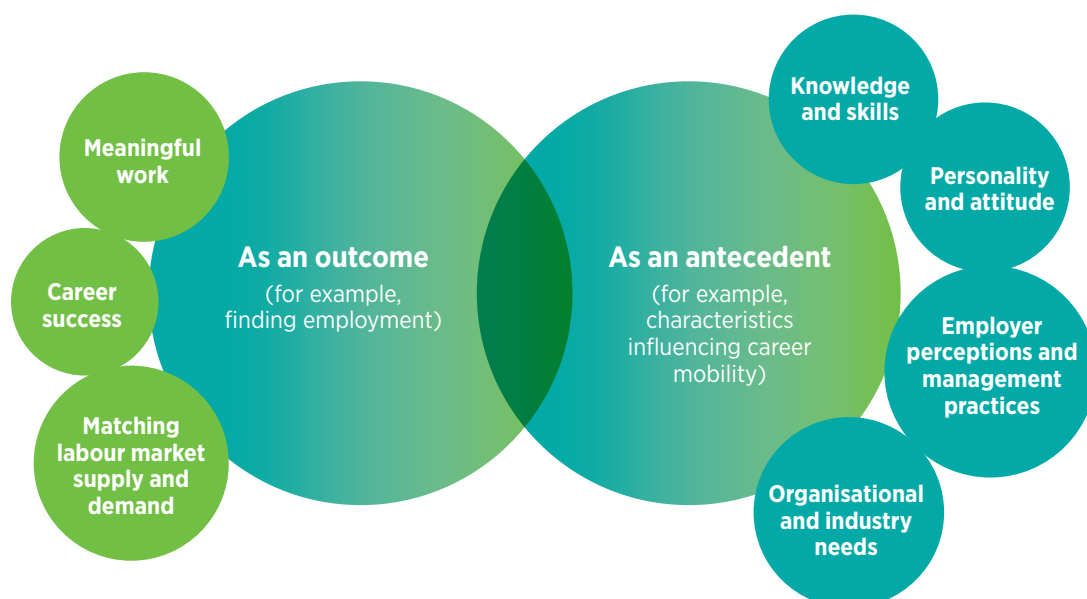 Meaningful
work
Career
success
Matching
labour market
supply and
demand
As an outcome
(for example,
finding employment)
As an antecedent
(for example,
characteristics
influencing career
mobility)
Knowledge
and skills
Personality
and attitude
Employer
perceptions and
management
practices
Organisational
and industry
needs